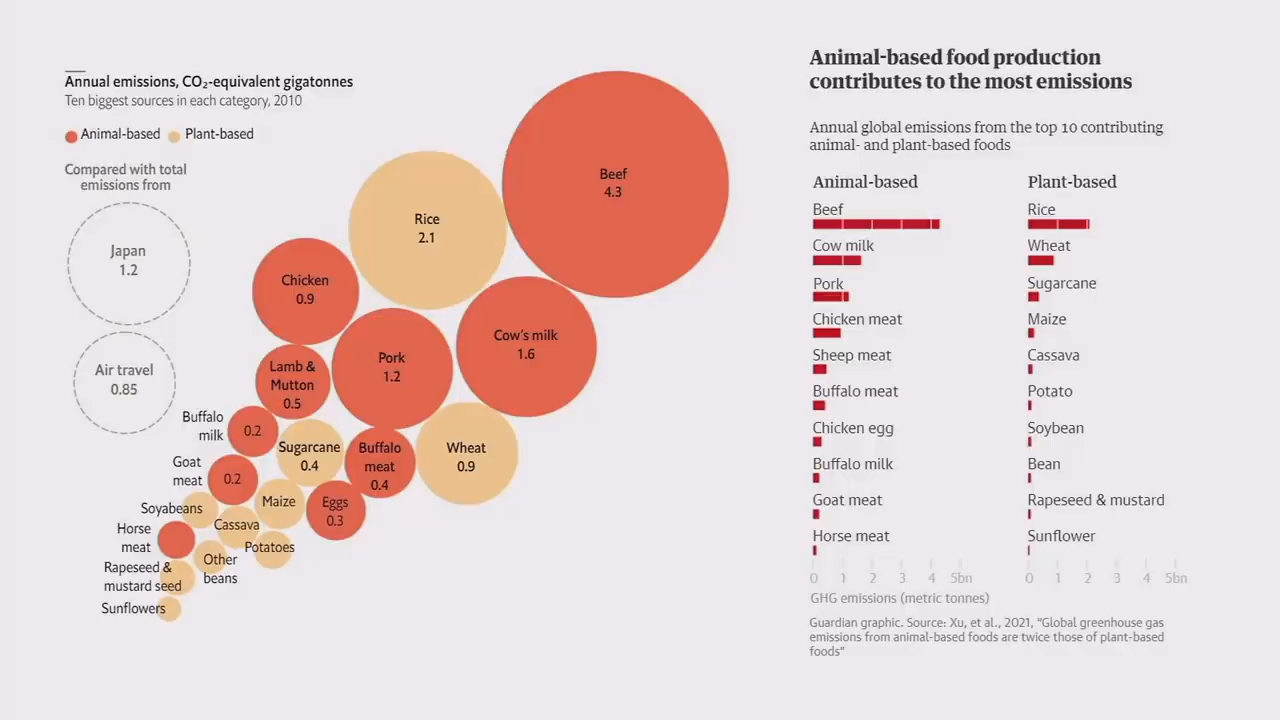 Annual emissions, CO₂-equivalent gigatonnes
Ten biggest sources in each category, 2010
Animal-based Plant-based
Compared with total
emissions from
Japan
1.2
Air travel
0.85
Beef
4.3
Rice
2.1
Chicken
0.9
Cow's milk
1.6
Pork
1.2
Lamb &
Mutton
0.5
Buffalo
milk
0.2
Sugarcane
0.4
Buffalo
meat
0.4
Wheat
0.9
Goat
meat
0.2
Soyabeans
Maize
Eggs
0.3
Cassava
Horse
meat
Potatoes
Other
beans
Rapeseed &
mustard seed
Sunflowers
Animal-based food production
contributes to the most emissions
Annual global emissions from the top 10 contributing
animal- and plant-based foods
Animal-based
Beef
Cow milk
Pork
Chicken meat
Sheep meat
Buffalo meat
Chicken egg
Buffalo milk
Goat meat
Horse meat
0 1 2 3 4 5bn
Plant-based
Rice
Wheat
Sugarcane
Maize
Cassava
Potato
Soybean
Bean
Rapeseed & mustard
Sunflower
0 1 2 3 4 5bn
GHG emissions (metric tonnes)
Guardian graphic. Source: Xu, et al., 2021, “Global greenhouse gas
emissions from animal-based foods are twice those of plant-based
foods”